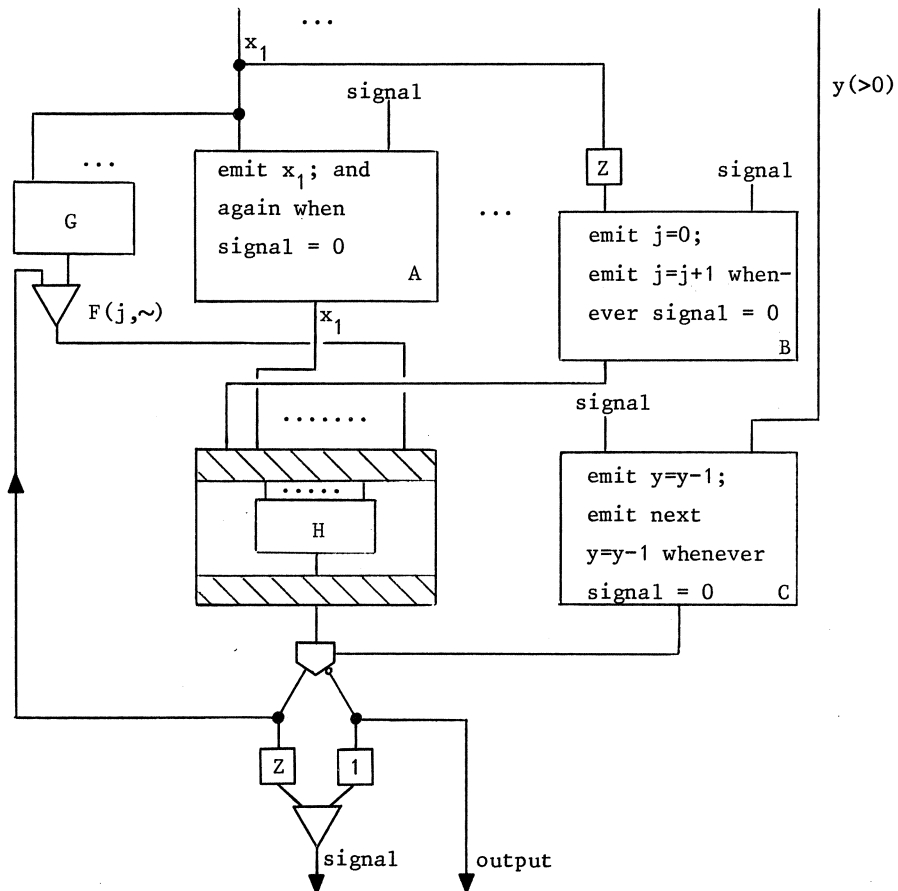 ...
x1
signal
y(>0)
...
Z
signal
G
emit x1; and
again when
signal = 0
A
...
emit j=0;
emit j=j+1 when-
ever signal = 0
B
F(j,~)
x1
signal
.......
.....
H
emit y=y-1;
emit next
y=y-1 whenever
signal = 0
C
Z
1
signal
output